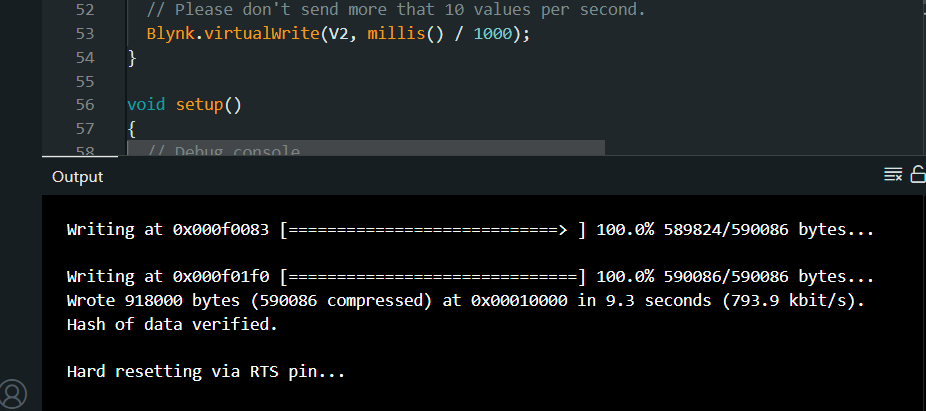 52 // Please don't send more that 10 values per second.
53 Blynk.virtualWrite(V2, millis() / 1000);
54 }
55
56 void setup()
57 {
58 // Debug console
Output
Writing at 0x000f0083 [============================> ] 100.0% 589824/590086 bytes...
Writing at 0x000f01f0 [==============================] 100.0% 590086/590086 bytes...
Wrote 918000 bytes (590086 compressed) at 0x00010000 in 9.3 seconds (793.9 kbit/s).
Hash of data verified.
Hard resetting via RTS pin...